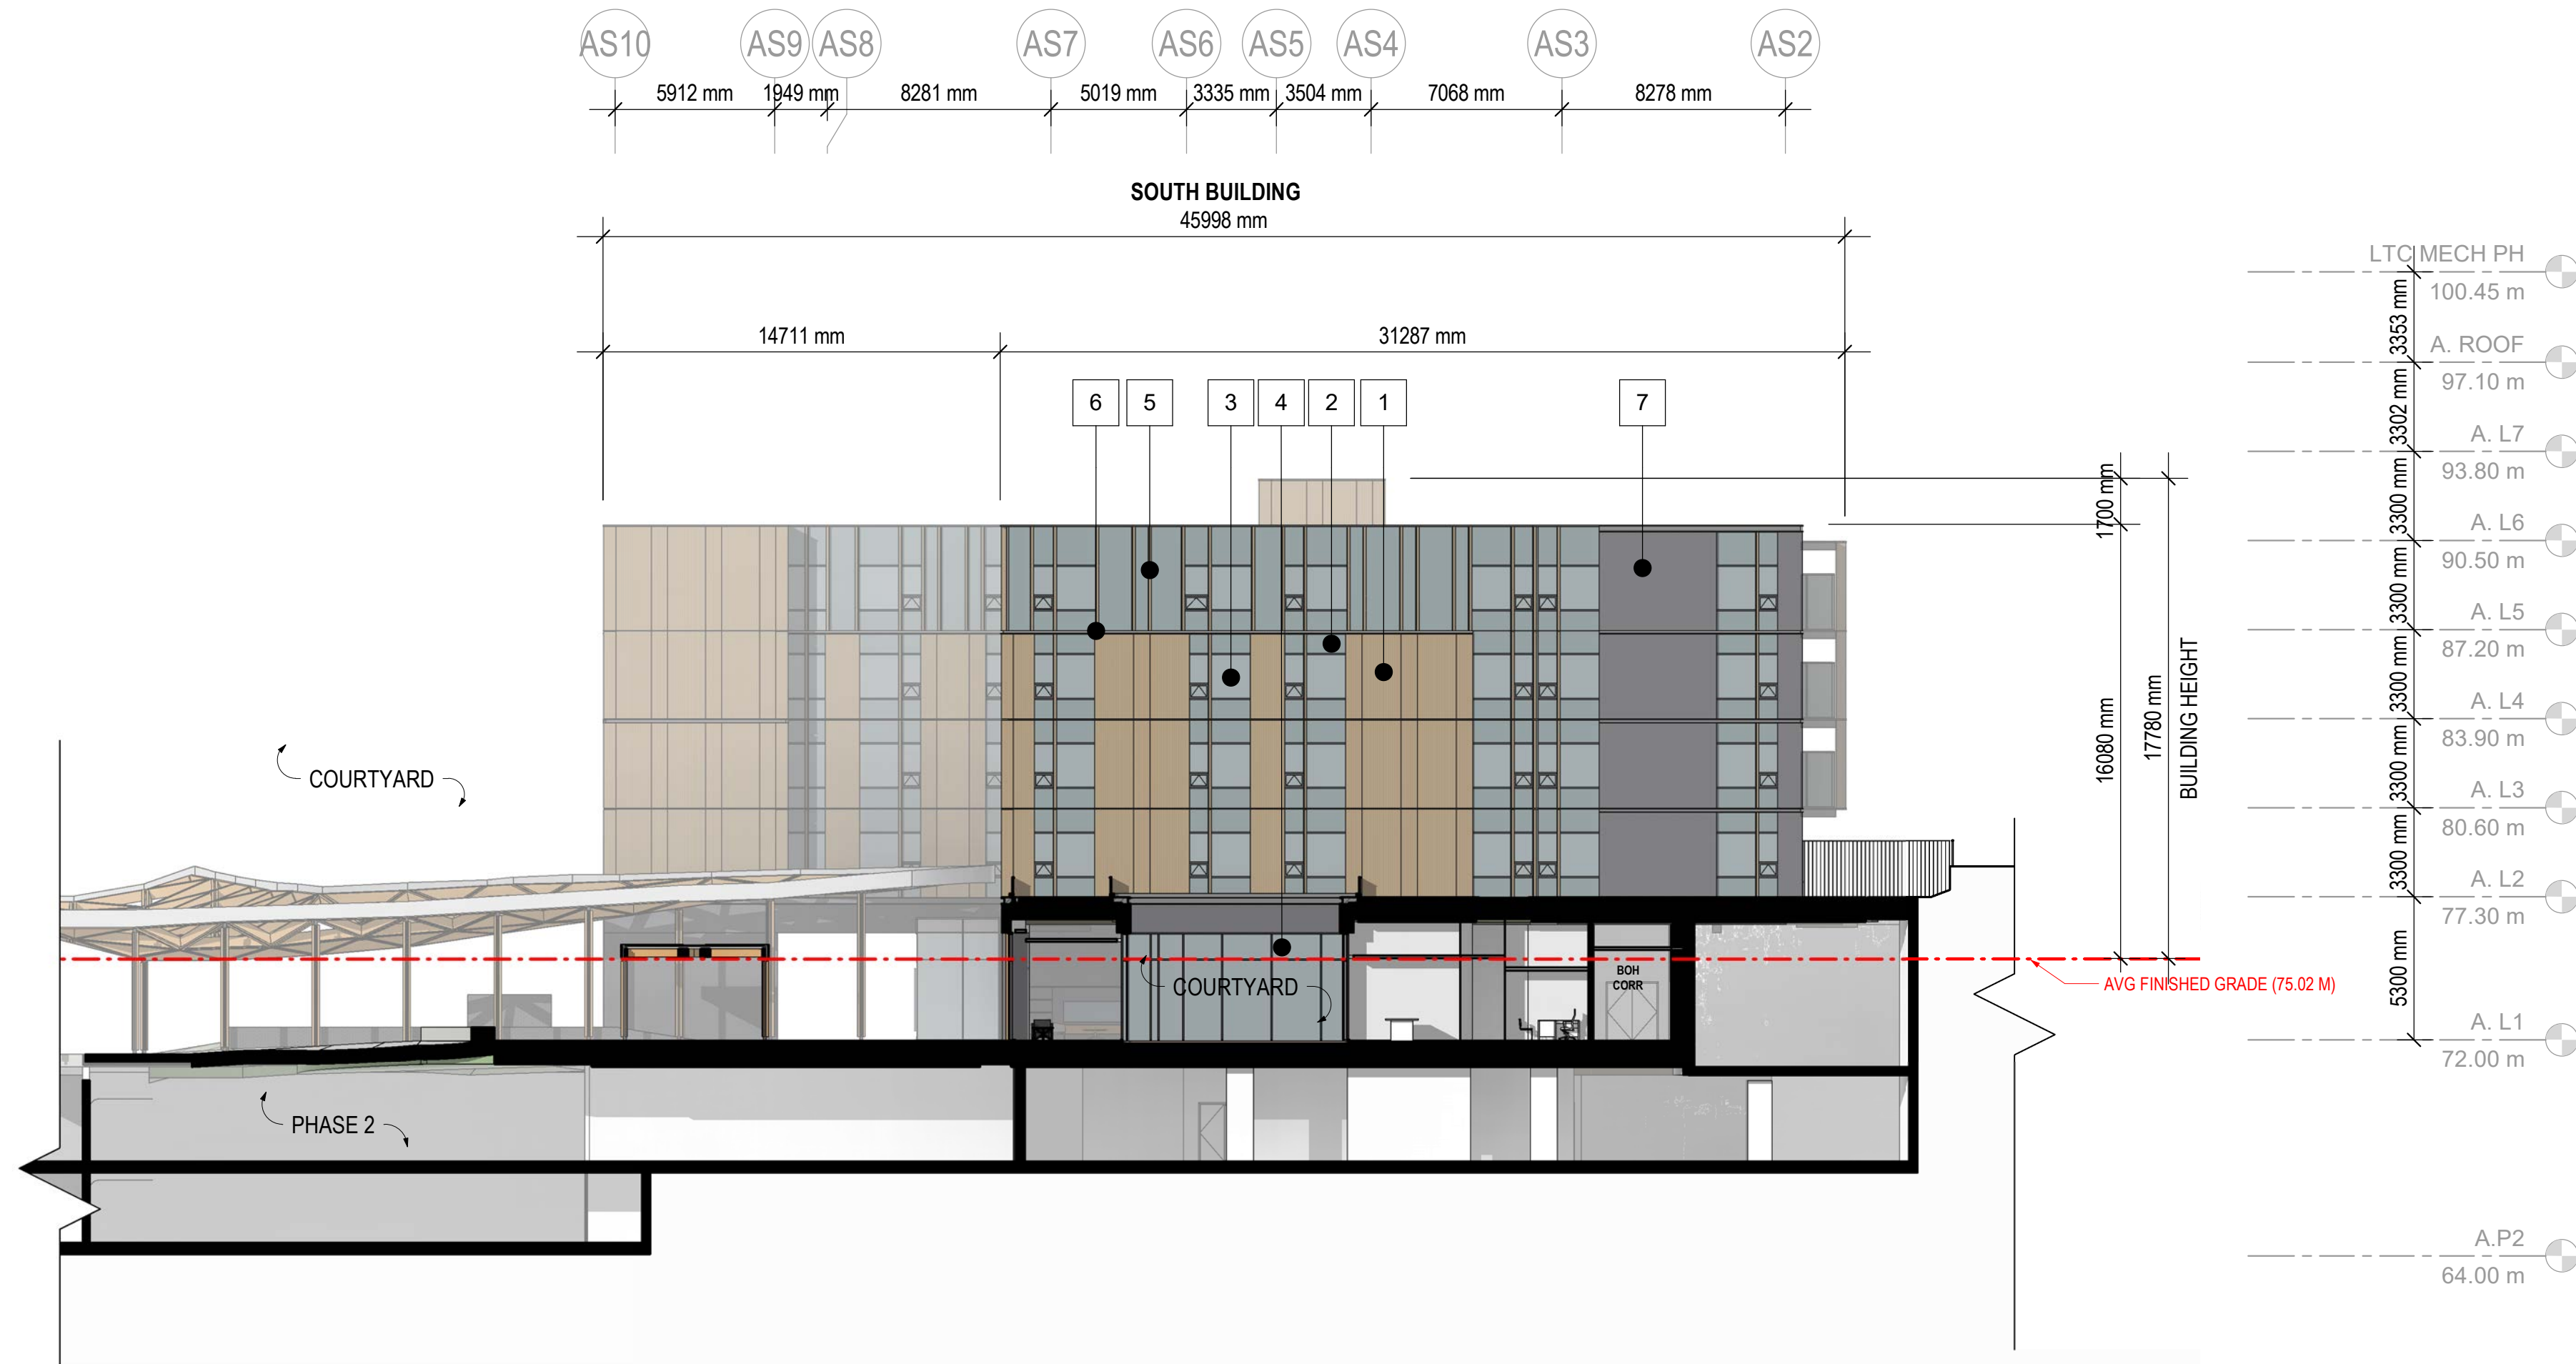 AS10 AS9 AS8 AS7 AS6 AS5 AS4 AS3 AS2
5912 mm 1949 mm 8281 mm 5019 mm 3335 mm 3504 mm 7068 mm 8278 mm
SOUTH BUILDING
45998 mm
14711 mm 31287 mm
6 5 3 4 2 1 7
LTC MECH PH
100.45 m
3353 mm
A. ROOF
97.10 m
3302 mm
A. L7
93.80 m
3300 mm
A. L6
90.50 m
3300 mm
A. L5
87.20 m
3300 mm
A. L4
83.90 m
3300 mm
A. L3
80.60 m
3300 mm
A. L2
77.30 m
5300 mm
A. L1
72.00 m
A.P2
64.00 m
1700 mm
16080 mm
17780 mm
BUILDING HEIGHT
COURTYARD
COURTYARD
BOH
CORR
AVG FINISHED GRADE (75.02 M)
PHASE 2